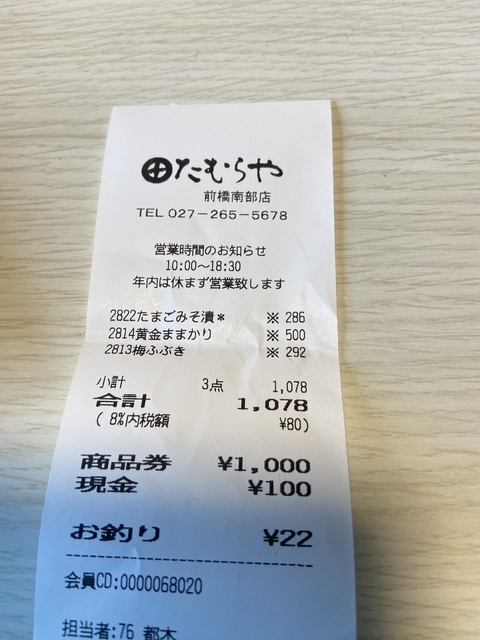 田たむらや
前橋南部店
TEL 027-265-5678
営業時間のお知らせ
10:00～18:30
年内は休まず営業致します
2822たまごみそ漬* ※ 286
2814黄金ままかり ※ 500
2813梅ふぶき ※ 292
小計 3点 1,078
合計 1,078
( 8%内税額 ¥80)
商品券 ¥1,000
現金 ¥100
お釣り ¥22
会員CD:0000068020
担当者:76 都木